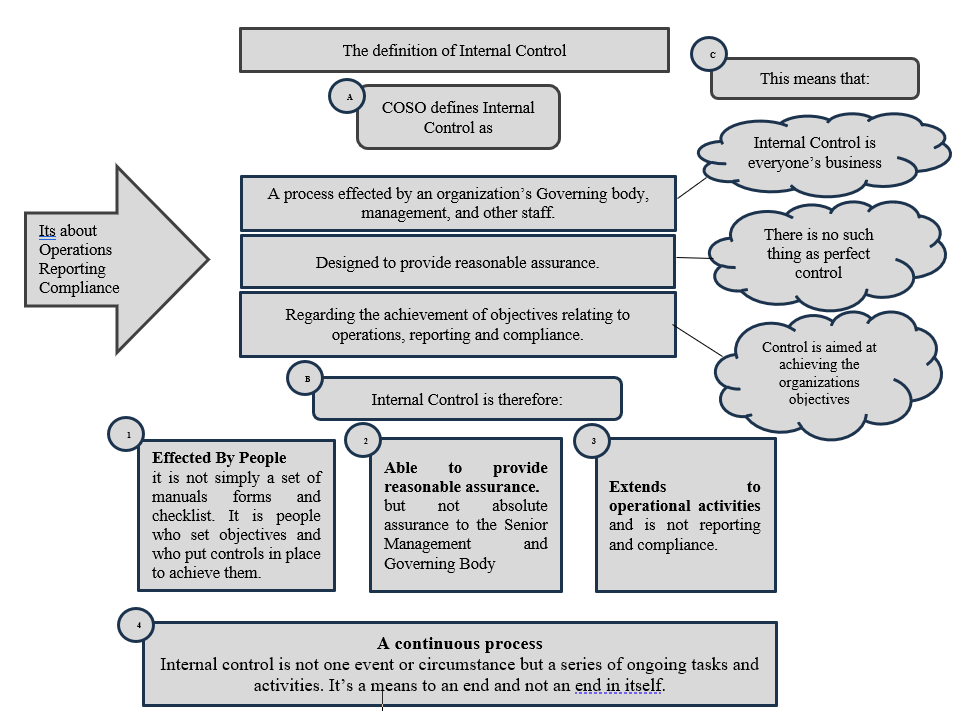 The definition of Internal Control
A
COSO defines Internal
Control as
Its about
Operations
Reporting
Compliance
A process effected by an organization’s Governing body,
management, and other staff.
Designed to provide reasonable assurance.
Regarding the achievement of objectives relating to
operations, reporting and compliance.
C
This means that:
Internal Control is
everyone’s business
There is no such
thing as perfect
control
Control is aimed at
achieving the
organizations
objectives
B
Internal Control is therefore:
1
Effected By People
it is not simply a set of
manuals forms and
checklist. It is people
who set objectives and
who put controls in place
to achieve them.
2
Able to provide
reasonable assurance.
but not absolute
assurance to the Senior
Management and
Governing Body
3
Extends to
operational activities
and is not reporting
and compliance.
4
A continuous process
Internal control is not one event or circumstance but a series of ongoing tasks and
activities. It’s a means to an end and not an end in itself.